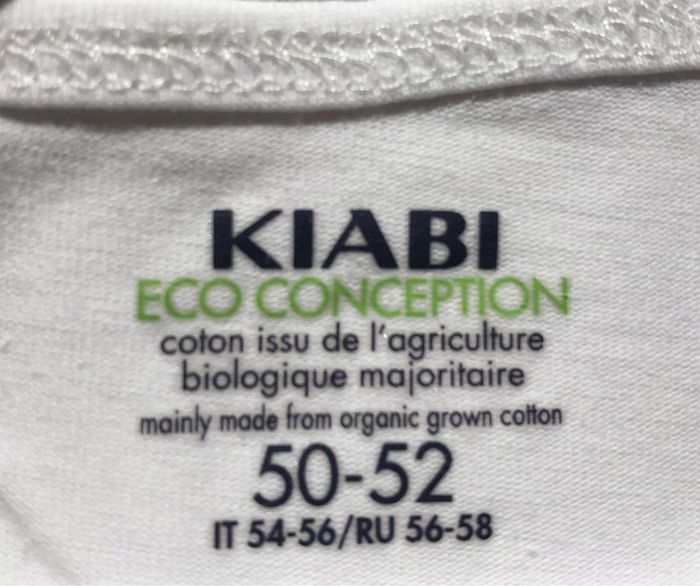 KIABI
ECO CONCEPTION
coton issu de l'agriculture
biologique majoritaire
mainly made from organic grown cotton
50-52
IT 54-56/RU 56-58